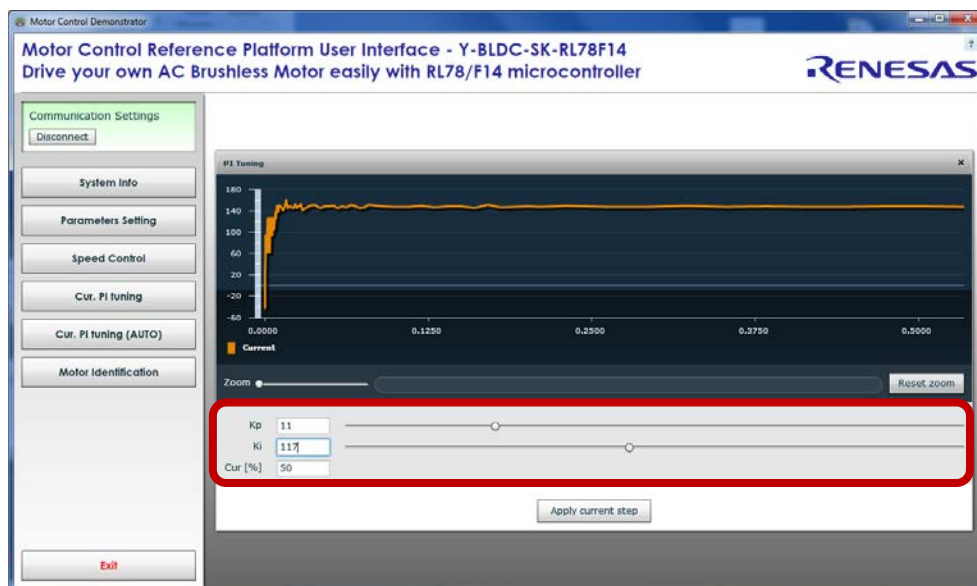 Motor Control Demonstrator
Motor Control Reference Platform User Interface - Y-BLDC-SK-RL78F14
Drive your own AC Brushless Motor easily with RL78/F14 microcontroller
?
RENESAS
Communication Settings
Disconnect
System Info
Parameters Setting
Speed Control
Cur. PI tuning
Cur. PI tuning (AUTO)
Motor Identification
Exit
PI Tuning
180
140
100
60
20
-20
-60
0.0000 0.1250 0.2500 0.3750 0.5000
Current
Zoom
Reset zoom
Kp 11
Ki 117
Cur [%] 50
Apply current step